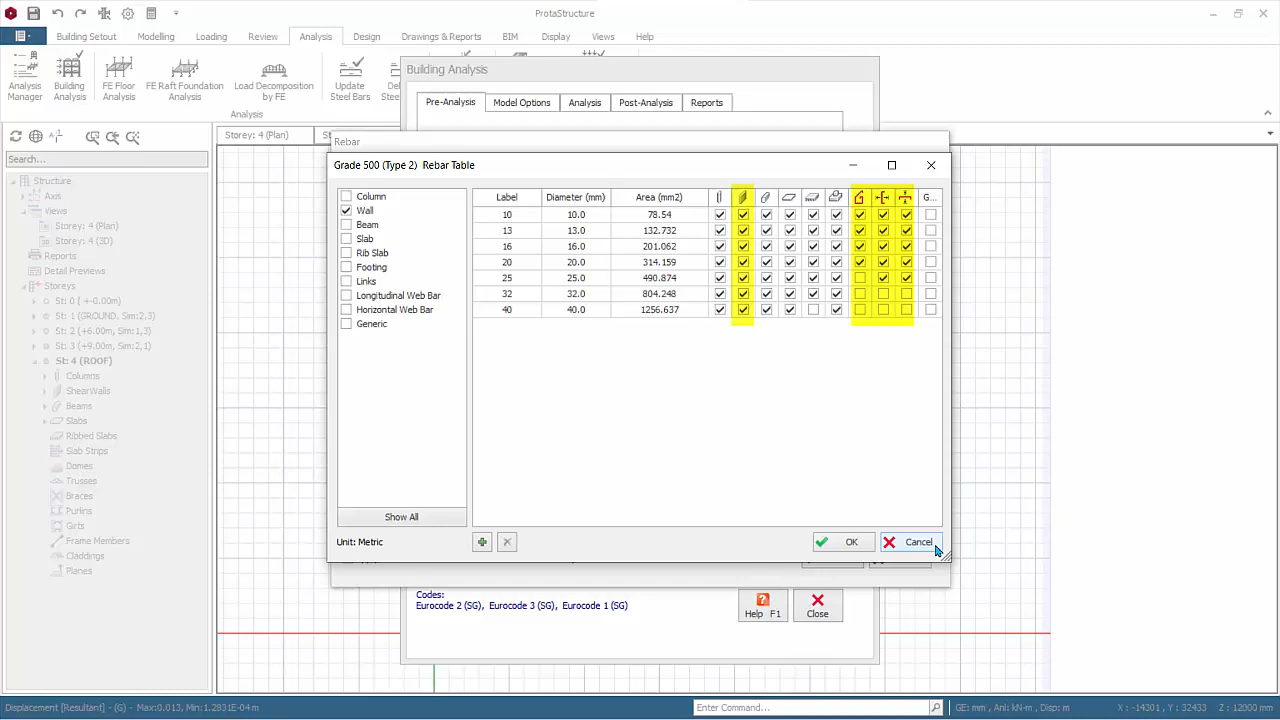 ProtaStructure
Building Setout Modelling Loading Review Analysis Design Drawings & Reports BIM Display Views Help
Analysis Manager
Building Analysis
FE Floor Analysis
FE Raft Foundation Analysis
Load Decomposition by FE
Update Steel Bars
Analysis
Building Analysis
Pre-Analysis Model Options Analysis Post-Analysis Reports
Storey: 4 (Plan)
Rebar
Search...
Structure
Axis
Views
Storey: 4 (Plan)
Storey: 4 (3D)
Reports
Detail Previews
Storeys
St: 0 ( +-0.00m)
St: 1 (GROUND, Sim:2,3)
St: 2 (+6.00m, Sim:1,3)
St: 3 (+9.00m, Sim:2,1)
St: 4 (ROOF)
Columns
ShearWalls
Beams
Slabs
Ribbed Slabs
Slab Strips
Domes
Trusses
Braces
Purlins
Girts
Frame Members
Claddings
Planes
Grade 500 (Type 2) Rebar Table
Column
Wall
Beam
Slab
Rib Slab
Footing
Links
Longitudinal Web Bar
Horizontal Web Bar
Generic
Show All
Label Diameter (mm) Area (mm2) G...
10 10.0 78.54
13 13.0 132.732
16 16.0 201.062
20 20.0 314.159
25 25.0 490.874
32 32.0 804.248
40 40.0 1256.637
Unit: Metric
OK Cancel
Codes:
Eurocode 2 (SG), Eurocode 3 (SG), Eurocode 1 (SG)
Help F1 Close
Displacement [Resultant] - (G) - Max:0.013, Min:1.2831E-04 m
Enter Command...
GE: mm , Anl: kN-m , Disp: m
X : -14301 , Y : 32433
Z : 12000 mm